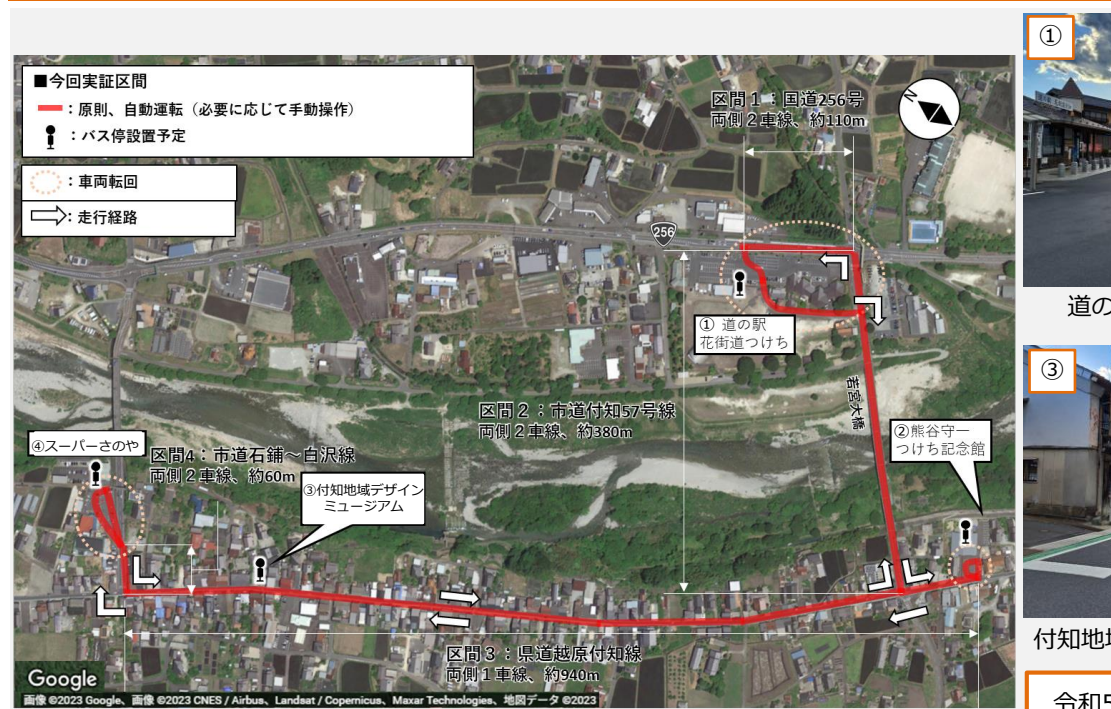 ■今回実証区間
：原則、自動運転（必要に応じて手動操作）
：バス停設置予定
：車両転回
：走行経路
区間１：国道256号
両側２車線、約110m
N
256
① 道の駅
花街道つけち
若宮大橋
区間２：市道付知57号線
両側２車線、約380m
②熊谷守一
つけち記念館
④スーパーさのや
区間4：市道石鋪～白沢線
両側２車線、約60m
③付知地域デザイン
ミュージアム
区間３：県道越原付知線
両側１車線、約940m
Google
画像 ©2023 Google、画像 ©2023 CNES / Airbus、Landsat / Copernicus、Maxar Technologies、地図データ ©2023
①
道の
③
付知地
令和5